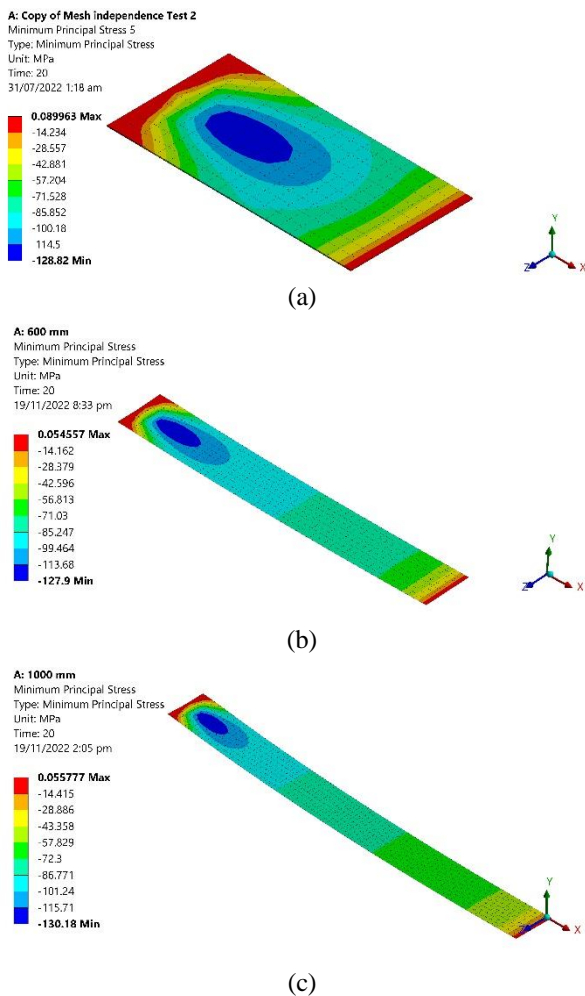 A: Copy of Mesh independence Test 2
Minimum Principal Stress 5
Type: Minimum Principal Stress
Unit: MPa
Time: 20
31/07/2022 1:18 am
0.089963 Max
-14.234
-28.557
-42.881
-57.204
-71.528
-85.852
-100.18
114.5
-128.82 Min
Y
Z
X
(a)
A: 600 mm
Minimum Principal Stress
Type: Minimum Principal Stress
Unit: MPa
Time: 20
19/11/2022 8:33 pm
0.054557 Max
-14.162
-28.379
-42.596
-56.813
-71.03
-85.247
-99.464
-113.68
-127.9 Min
Y
Z
X
(b)
A: 1000 mm
Minimum Principal Stress
Type: Minimum Principal Stress
Unit: MPa
Time: 20
19/11/2022 2:05 pm
0.055777 Max
-14.415
-28.886
-43.358
-57.829
-72.3
-86.771
-101.24
-115.71
-130.18 Min
Y
Z
X
(c)